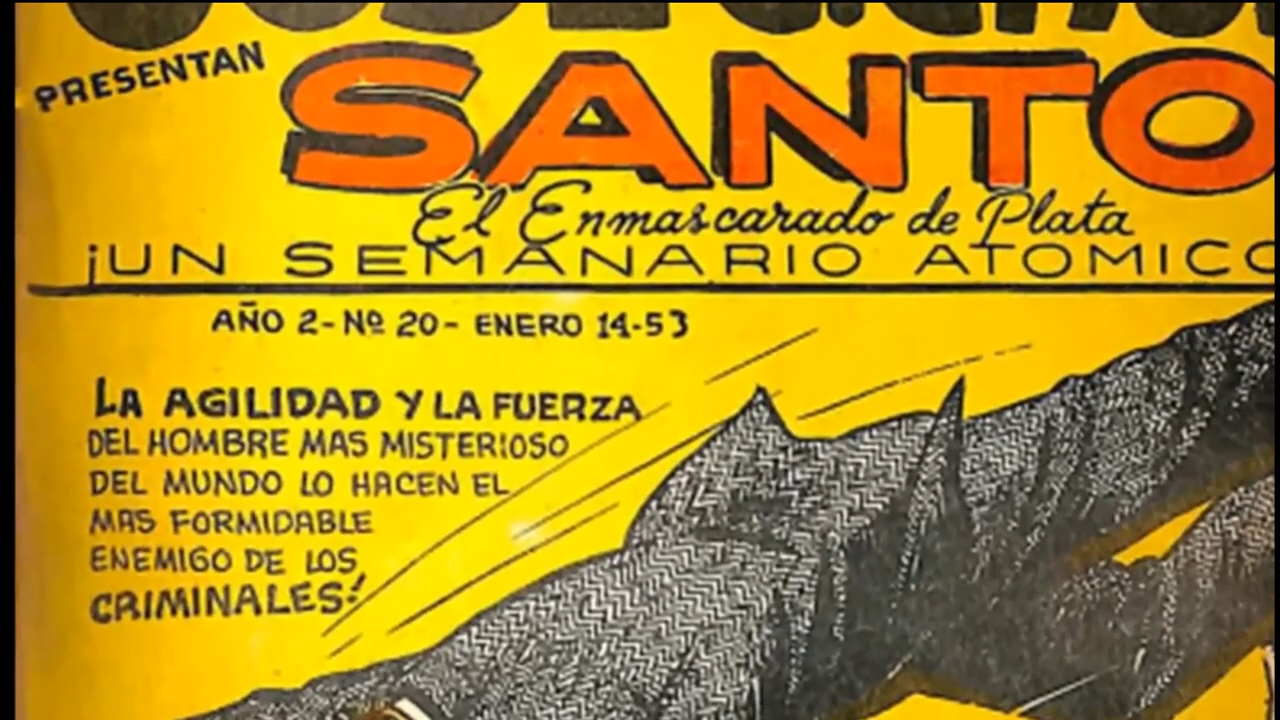 PRESENTAN
SANTO
El Enmascarado de Plata
¡UN SEMANARIO ATOMICO
AÑO 2 - Nº 20 - ENERO 14-53
LA AGILIDAD Y LA FUERZA
DEL HOMBRE MAS MISTERIOSO
DEL MUNDO LO HACEN EL
MAS FORMIDABLE
ENEMIGO DE LOS
CRIMINALES!